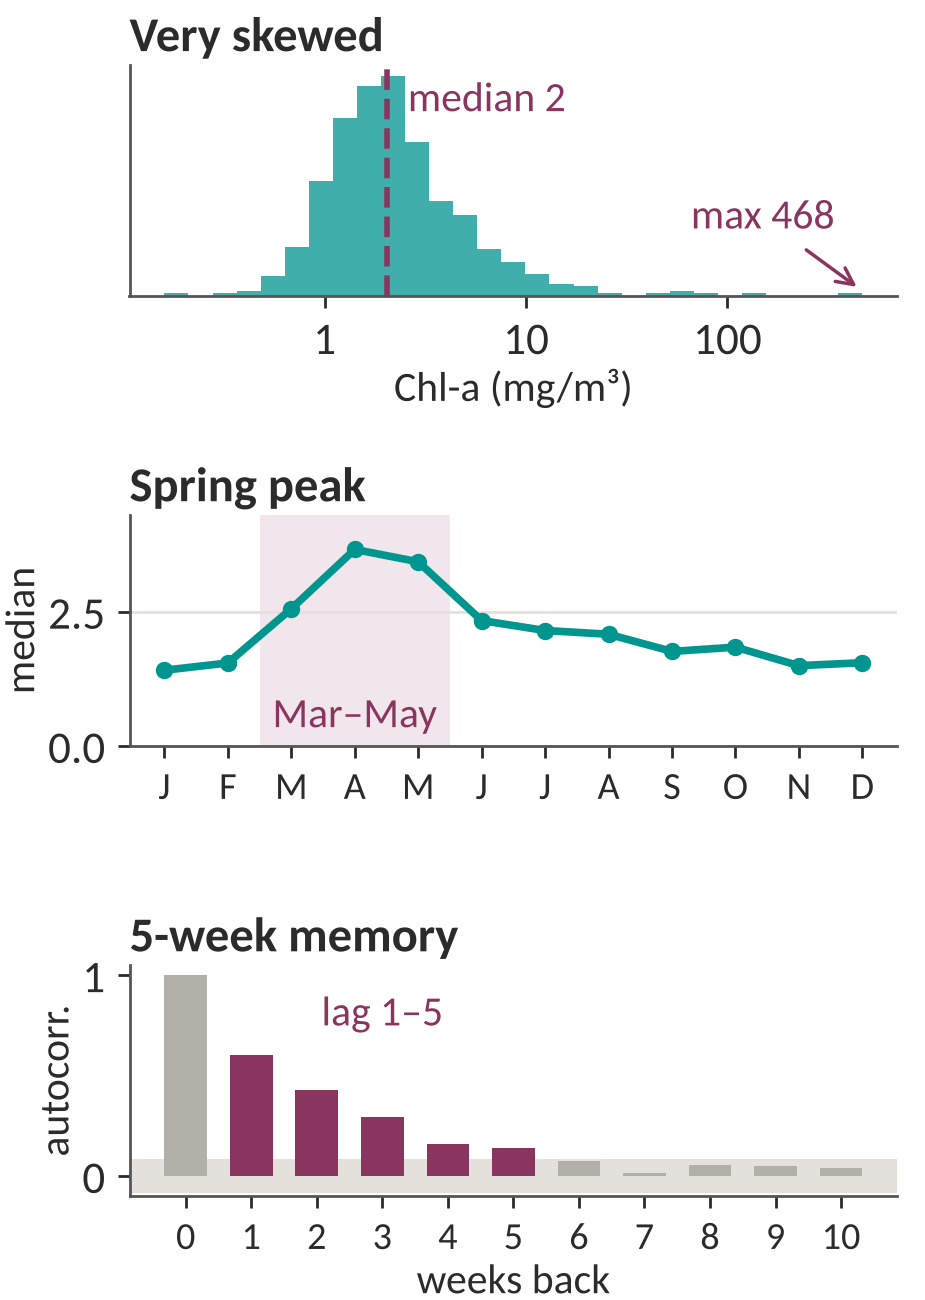 Very skewed
median 2
max 468
1 10 100
Chl-a (mg/m³)
Spring peak
median
2.5
0.0
Mar–May
J F M A M J J A S O N D
5-week memory
autocorr.
1
0
lag 1–5
0 1 2 3 4 5 6 7 8 9 10
weeks back